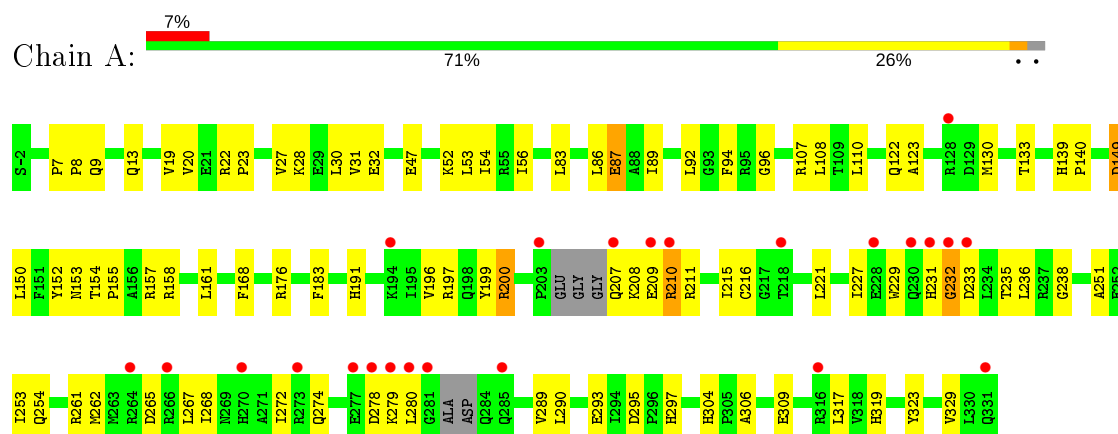 7%
Chain A:
71% 26% • •
S-2 P7 P8 Q9 Q13 V19 V20 E21 R22 P23 V27 K28 E29 L30 V31 E32 E47 K52 L53 I54 R55 I56 L83 L86 E87 A88 I89 L92 G93 F94 R95 G96 R107 L108 T109 L110 Q122 A123 R128 D129 M130 T133 H139 P140 D149
L150 F151 Y152 N153 T154 P155 A156 R157 R158 L161 F168 R176 F183 H191 K194 I195 V196 R197 Q198 Y199 R200 P203 GLU GLY GLY Q207 K208 E209 R210 R211 I215 C216 G217 T218 L221 I227 E228 W229 Q230 H231 G232 D233 L234 T235 L236 R237 G238 A251 E252
I253 Q254 R261 M262 M263 R264 D265 R266 L267 I268 N269 H270 A271 I272 R273 Q274 E277 D278 K279 L280 G281 ALA ASP Q284 Q285 V289 L290 E293 I294 D295 P296 H297 H304 P305 A306 E309 R316 L317 V318 H319 Y323 V329 L330 Q331